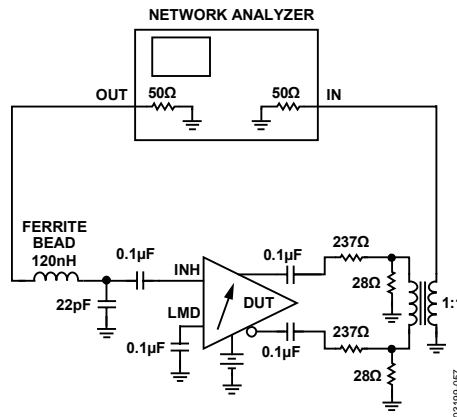 NETWORK ANALYZER
OUT
50Ω
50Ω
IN
FERRITE
BEAD
120nH
0.1µF
22pF
INH
LMD
0.1µF
DUT
0.1µF
0.1µF
237Ω
28Ω
237Ω
28Ω